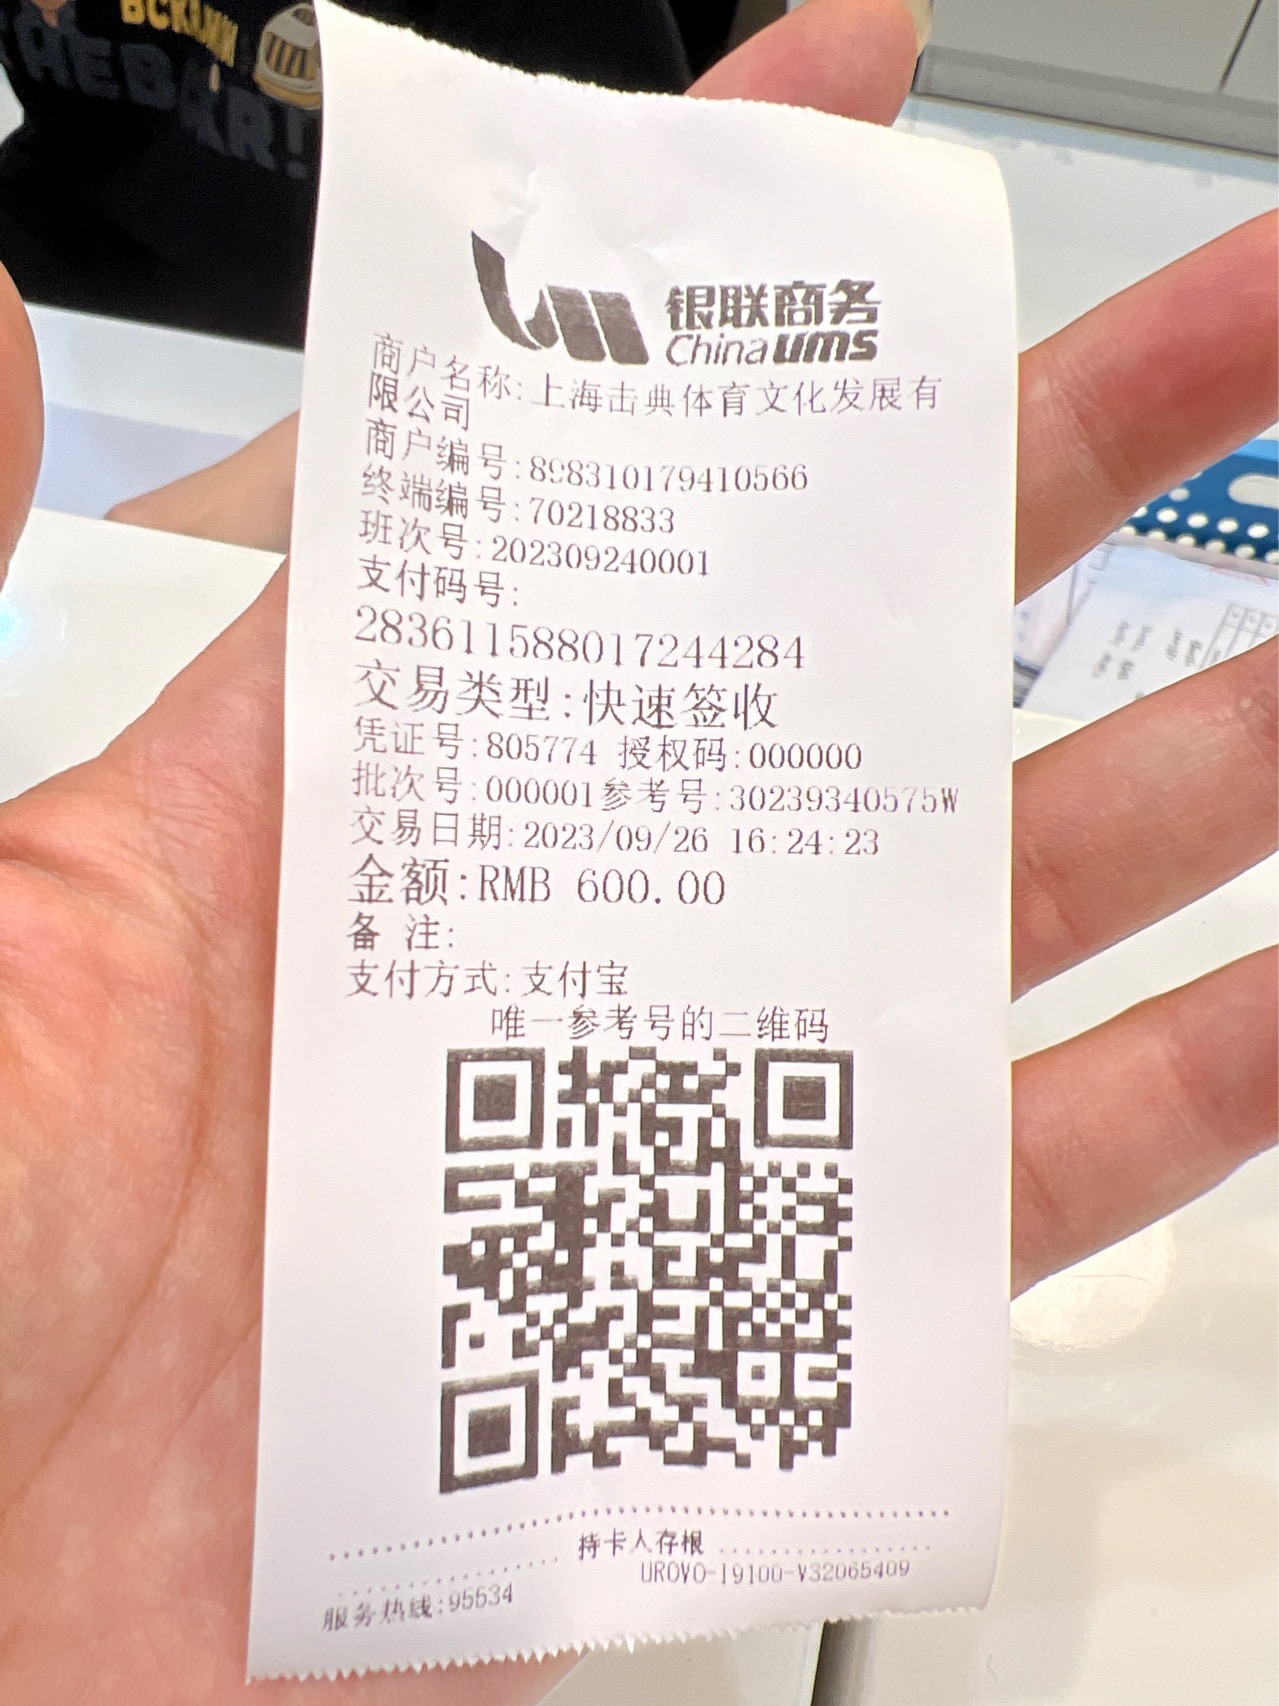 BCKRMIN
THEBAR!
银联商务
China ums
商户名称:上海击典体育文化发展有
限公司
商户编号:898310179410566
终端编号:70218833
班次号:202309240001
支付码号:
283611588017244284
交易类型:快速签收
凭证号:805774 授权码:000000
批次号:000001参考号:30239340575W
交易日期:2023/09/26 16:24:23
金额:RMB 600.00
备 注:
支付方式:支付宝
唯一参考号的二维码
持卡人存根
UROVO-I9100-V32065409
服务热线:95534